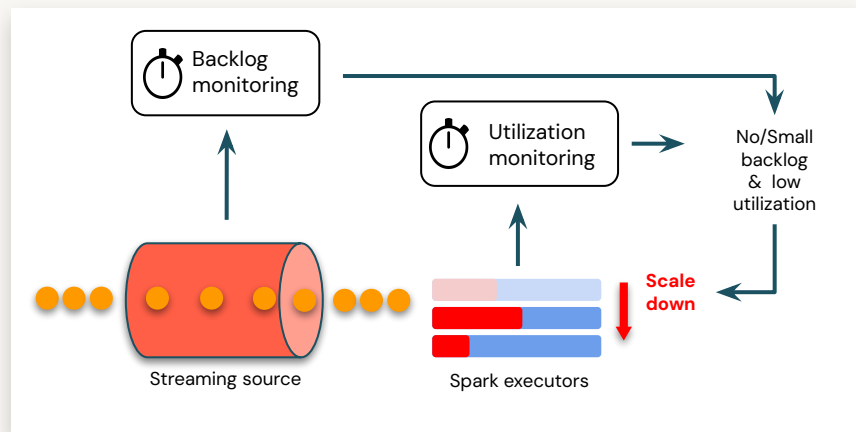 Backlog
monitoring
Utilization
monitoring
No/Small
backlog
& low
utilization
Scale
down
Streaming source
Spark executors